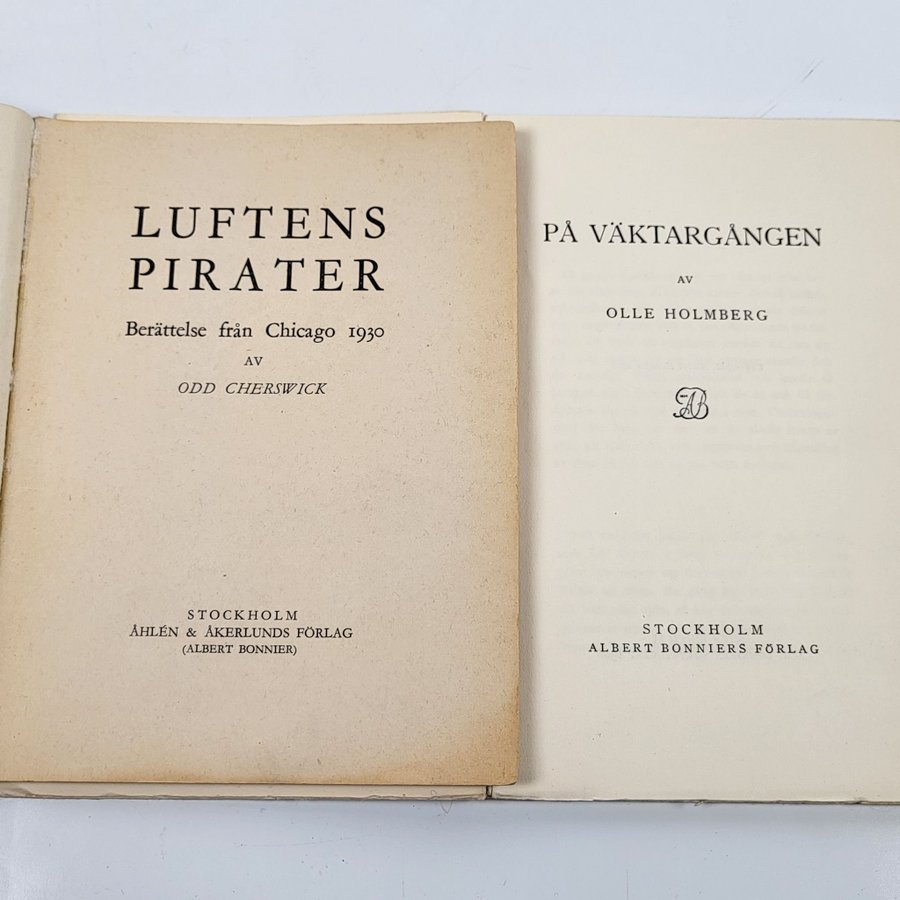 LUFTENS
PIRATER
Berättelse från Chicago 1930
AV
ODD CHERSWICK
STOCKHOLM
ÅHLÉN & ÅKERLUNDS FÖRLAG
(ALBERT BONNIER)
PÅ VÄKTARGÅNGEN
AV
OLLE HOLMBERG
AB
STOCKHOLM
ALBERT BONNIERS FÖRLAG